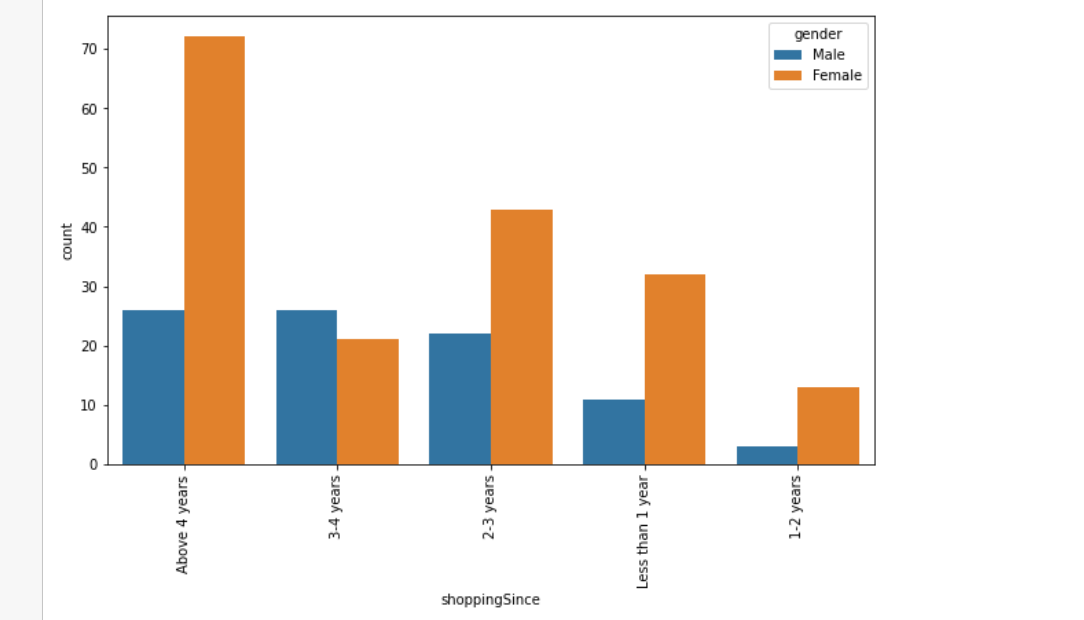 gender
Male
Female
70
60
50
40
30
20
10
0
count
Above 4 years
3-4 years
2-3 years
Less than 1 year
1-2 years
shoppingSince